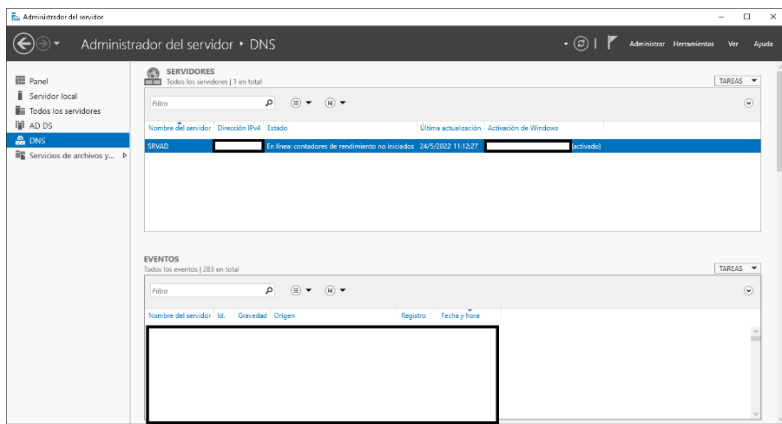 Administrador del servidor
Administrador del servidor ‣ DNS
Administrar Herramientas Ver Ayuda
Panel
Servidor local
Todos los servidores
AD DS
DNS
Servicios de archivos y...
SERVIDORES
Todos los servidores | 1 en total
TAREAS
Filtro
Nombre del servidor Dirección IPv4 Estado Última actualización Activación de Windows
SRVAD En línea: contadores de rendimiento no iniciados 24/5/2022 11:12:27 (activado)
EVENTOS
Todos los eventos | 283 en total
TAREAS
Filtro
Nombre del servidor Id. Gravedad Origen Registro Fecha y hora